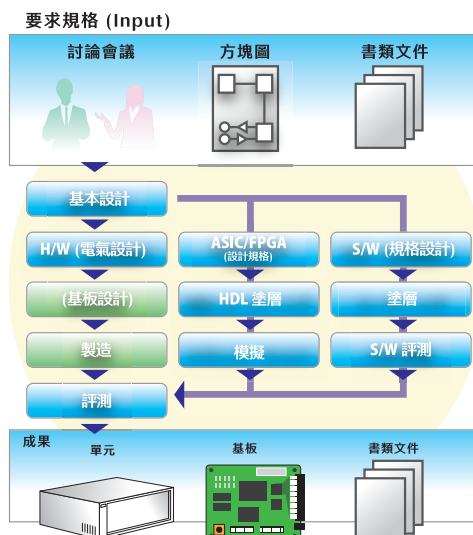 要求規格 (Input)
討論會議
方塊圖
書類文件
基本設計
H/W (電氣設計)
ASIC/FPGA
(設計規格)
S/W (規格設計)
(基板設計)
HDL 塗層
塗層
製造
模擬
S/W 評測
評測
成果
單元
基板
書類文件